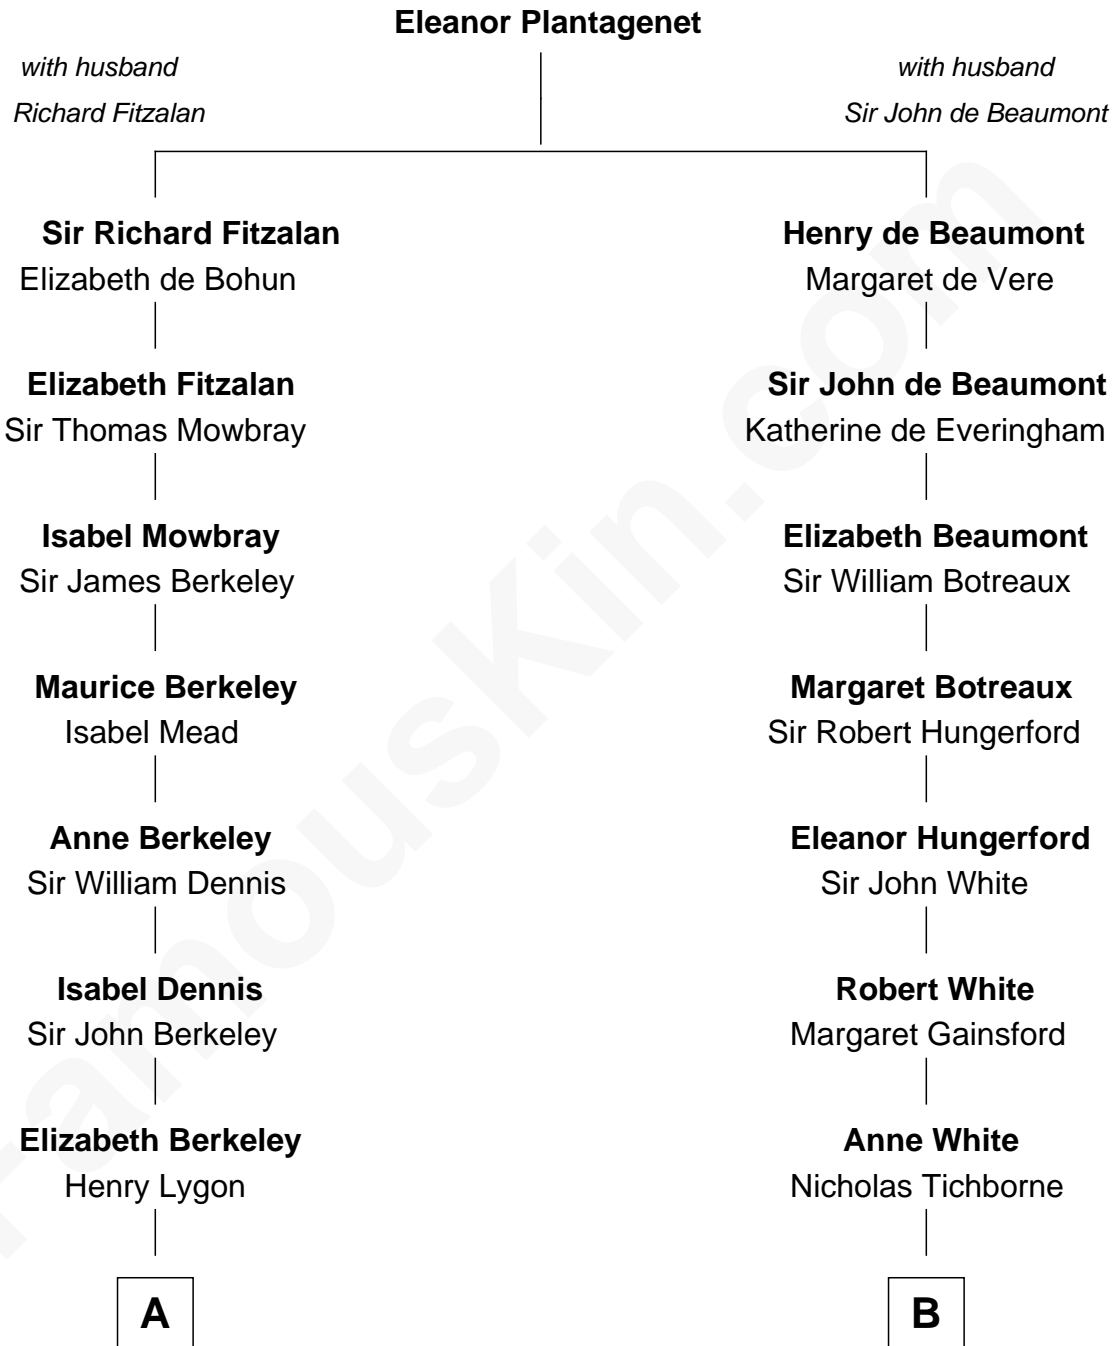 Eleanor Plantagenet
with husband
Richard Fitzalan
with husband
Sir John de Beaumont
Sir Richard Fitzalan
Elizabeth de Bohun
Henry de Beaumont
Margaret de Vere
Elizabeth Fitzalan
Sir Thomas Mowbray
Sir John de Beaumont
Katherine de Everingham
Isabel Mowbray
Sir James Berkeley
Elizabeth Beaumont
Sir William Botreaux
Maurice Berkeley
Isabel Mead
Margaret Botreaux
Sir Robert Hungerford
Anne Berkeley
Sir William Dennis
Eleanor Hungerford
Sir John White
Isabel Dennis
Sir John Berkeley
Robert White
Margaret Gainsford
Elizabeth Berkeley
Henry Lygon
Anne White
Nicholas Tichborne
A
B
FamousKin.com